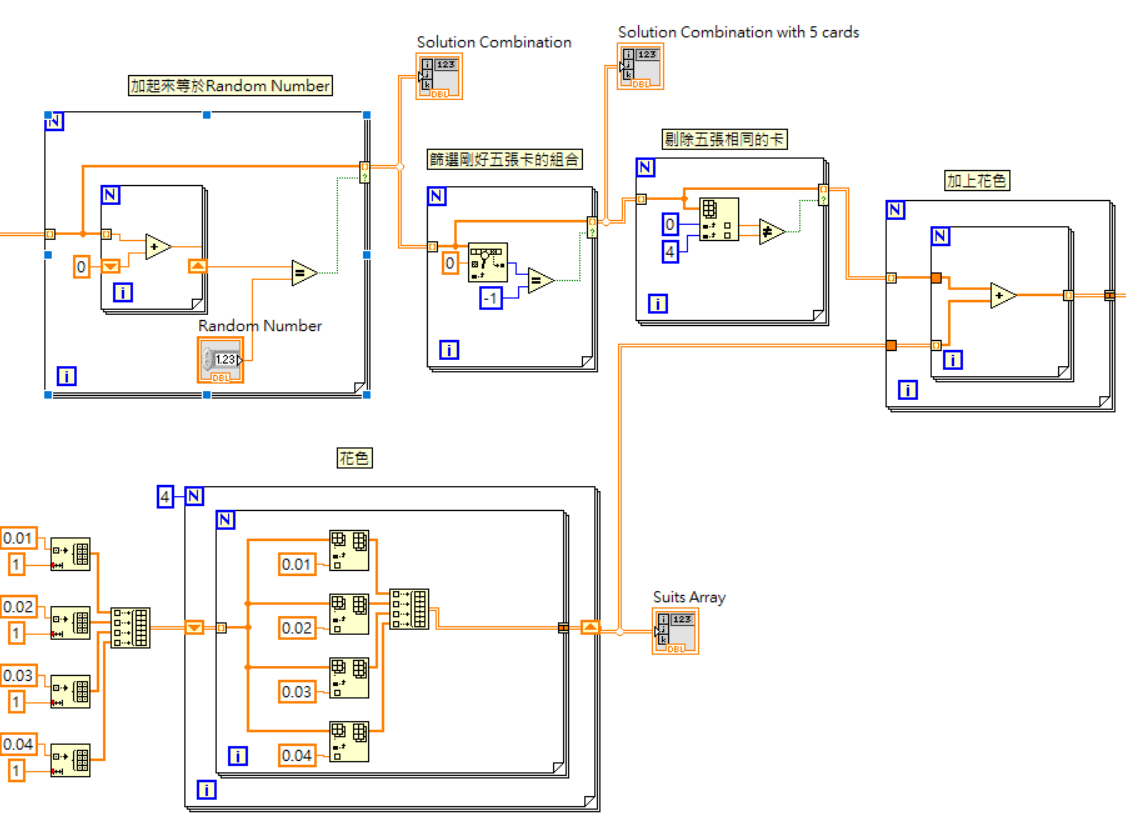 Solution Combination
Solution Combination with 5 cards
加起來等於Random Number
篩選剛好五張卡的組合
剔除五張相同的卡
加上花色
N
i
N
0
+
i
=
Random Number
1.23
DBL
123
i
j
k
DBL
N
0
-1
=
i
123
i
j
k
DBL
N
0
4
≠
i
N
N
+
i
i
花色
4
N
N
0.01
1
0.02
1
0.03
1
0.04
1
0.01
0.02
0.03
0.04
i
i
Suits Array
123
i
j
k
DBL